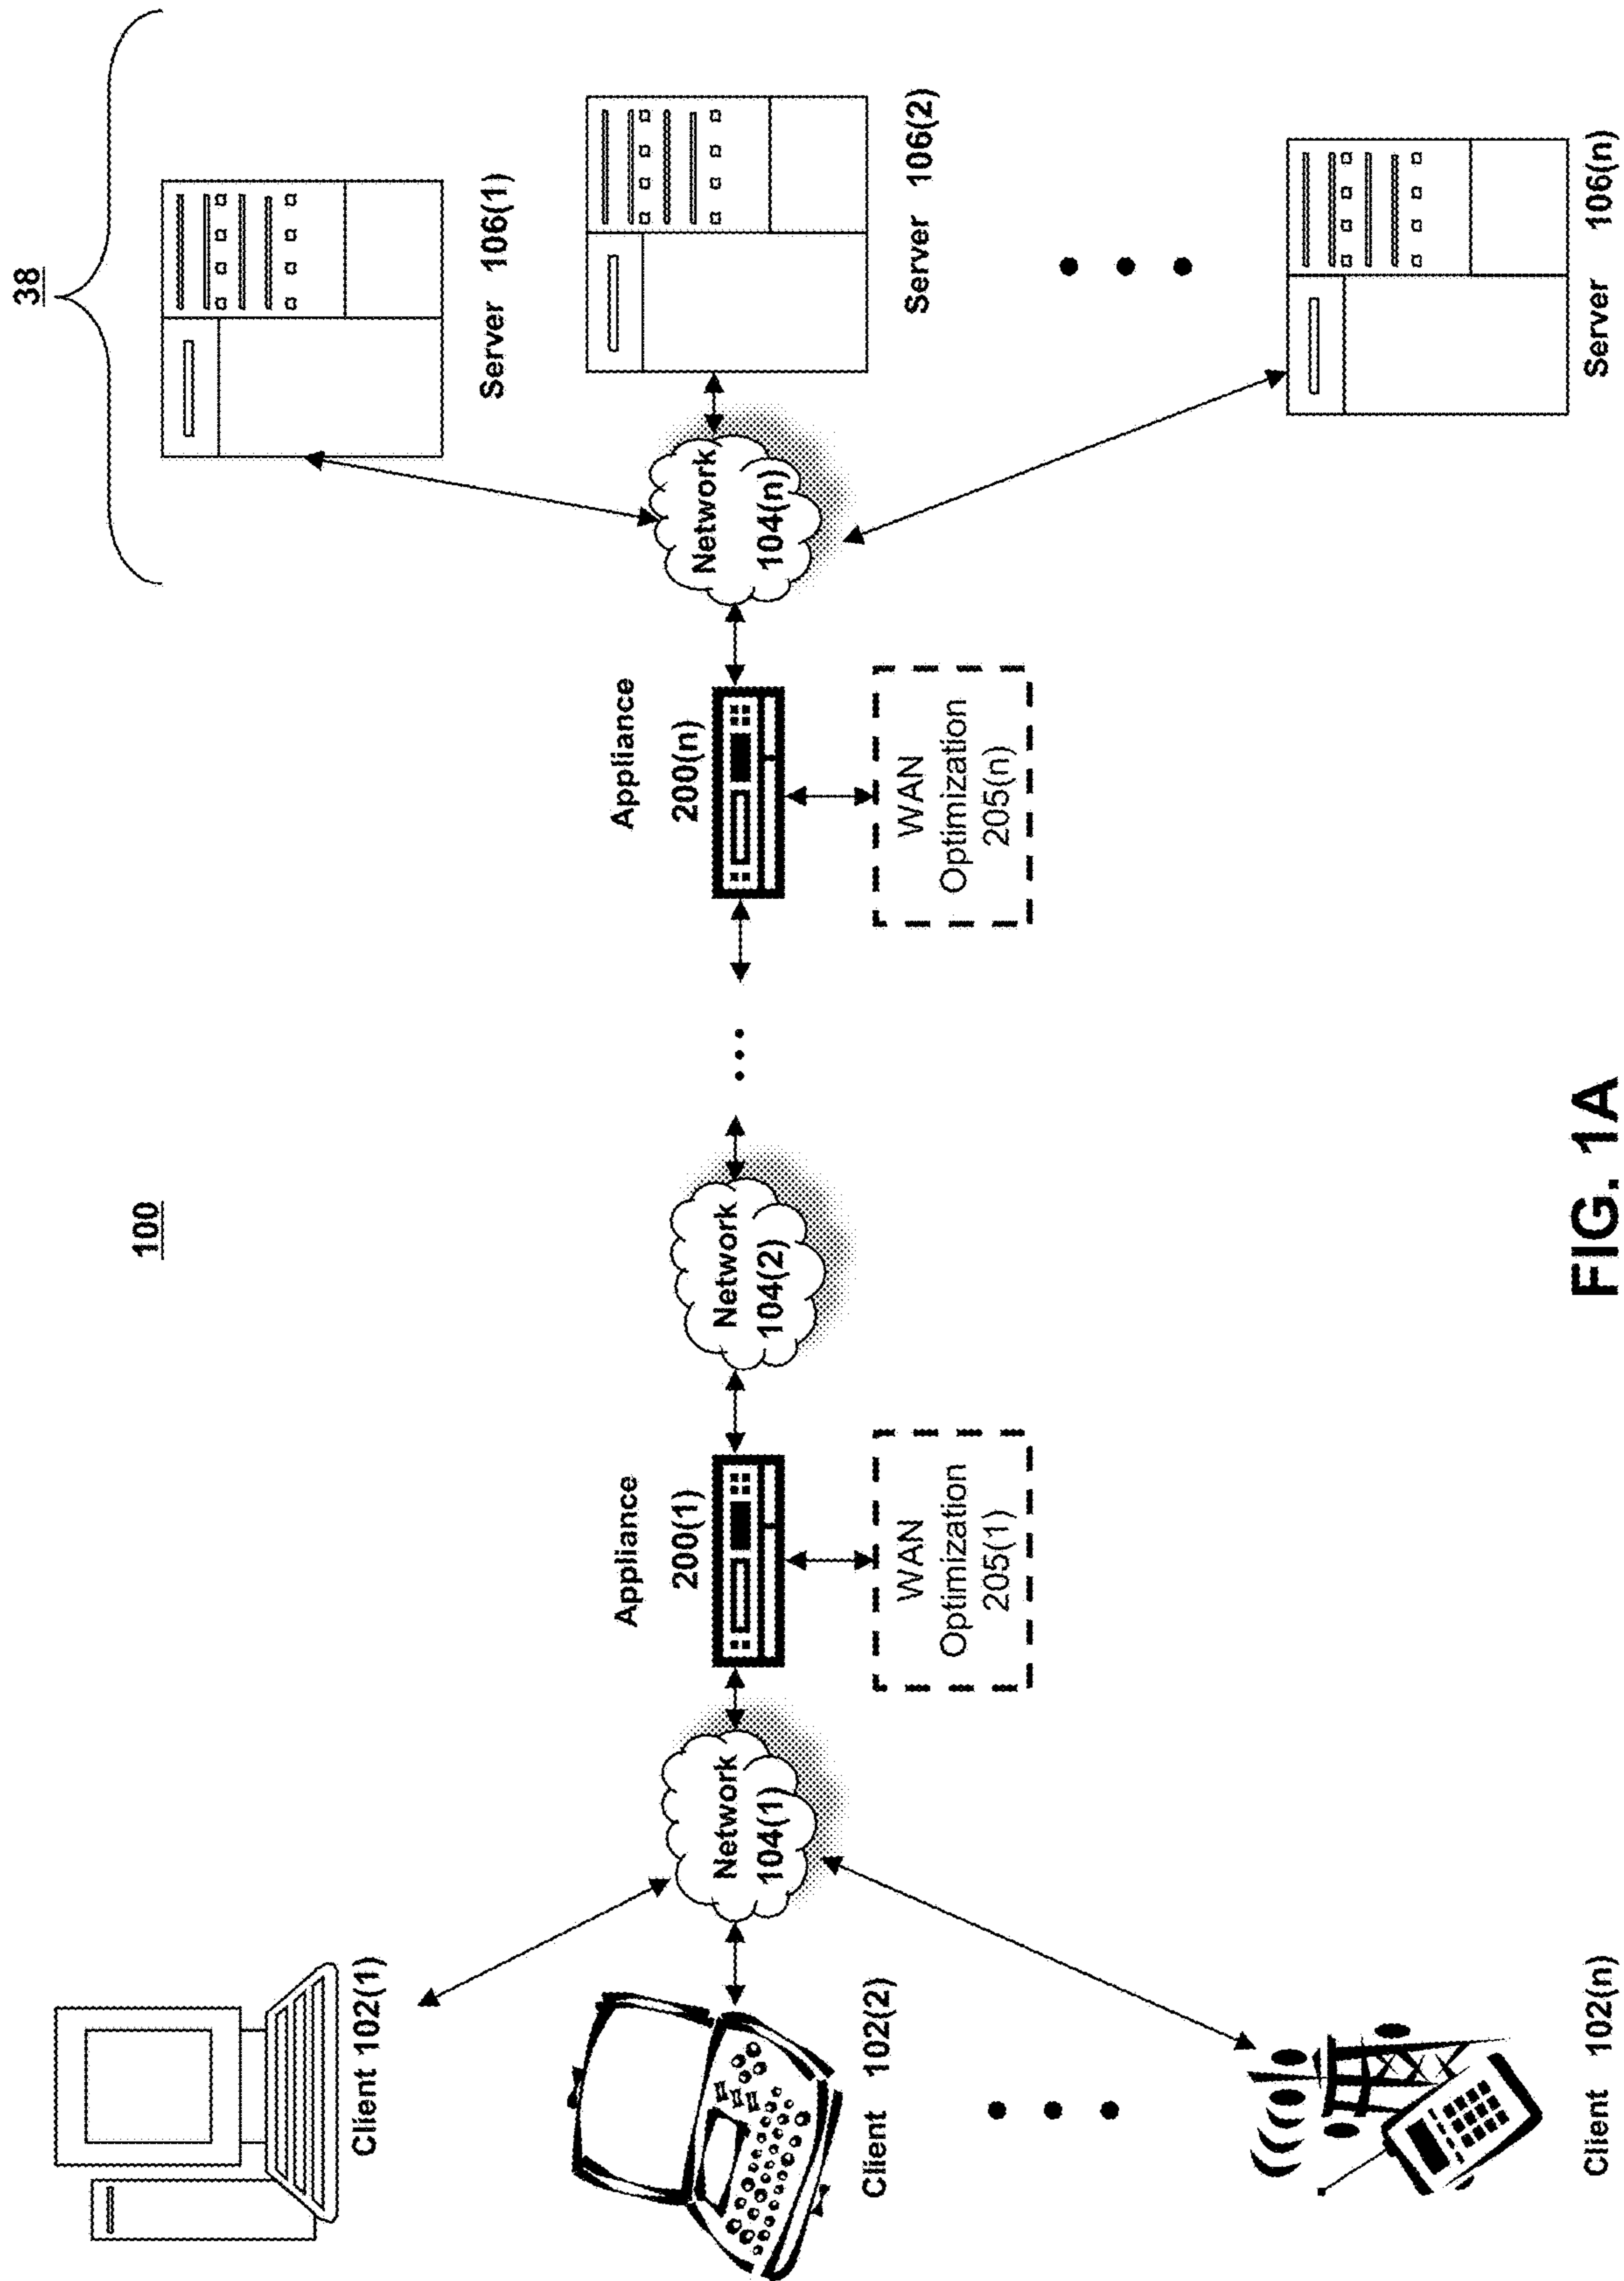 100
38
Client 102(1)
Client 102(2)
Client 102(n)
Network
104(1)
Appliance
200(1)
WAN
Optimization
205(1)
Network
104(2)
Appliance
200(n)
WAN
Optimization
205(n)
Network
104(n)
Server 106(1)
Server 106(2)
Server 106(n)
FIG. 1A